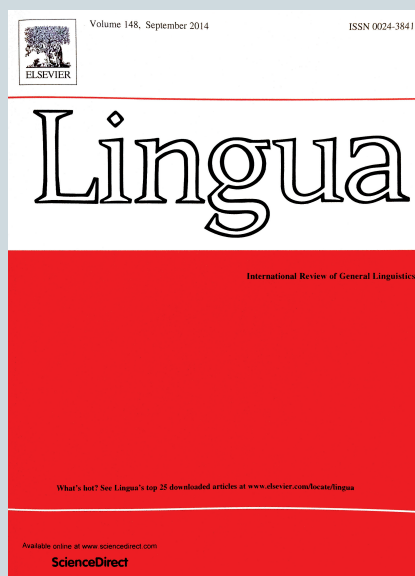 Volume 148, September 2014
ISSN 0024-3841
ELSEVIER
Lingua
International Review of General Linguistics
What's hot? See Lingua's top 25 downloaded articles at www.elsevier.com/locate/lingua
Available online at www.sciencedirect.com
ScienceDirect